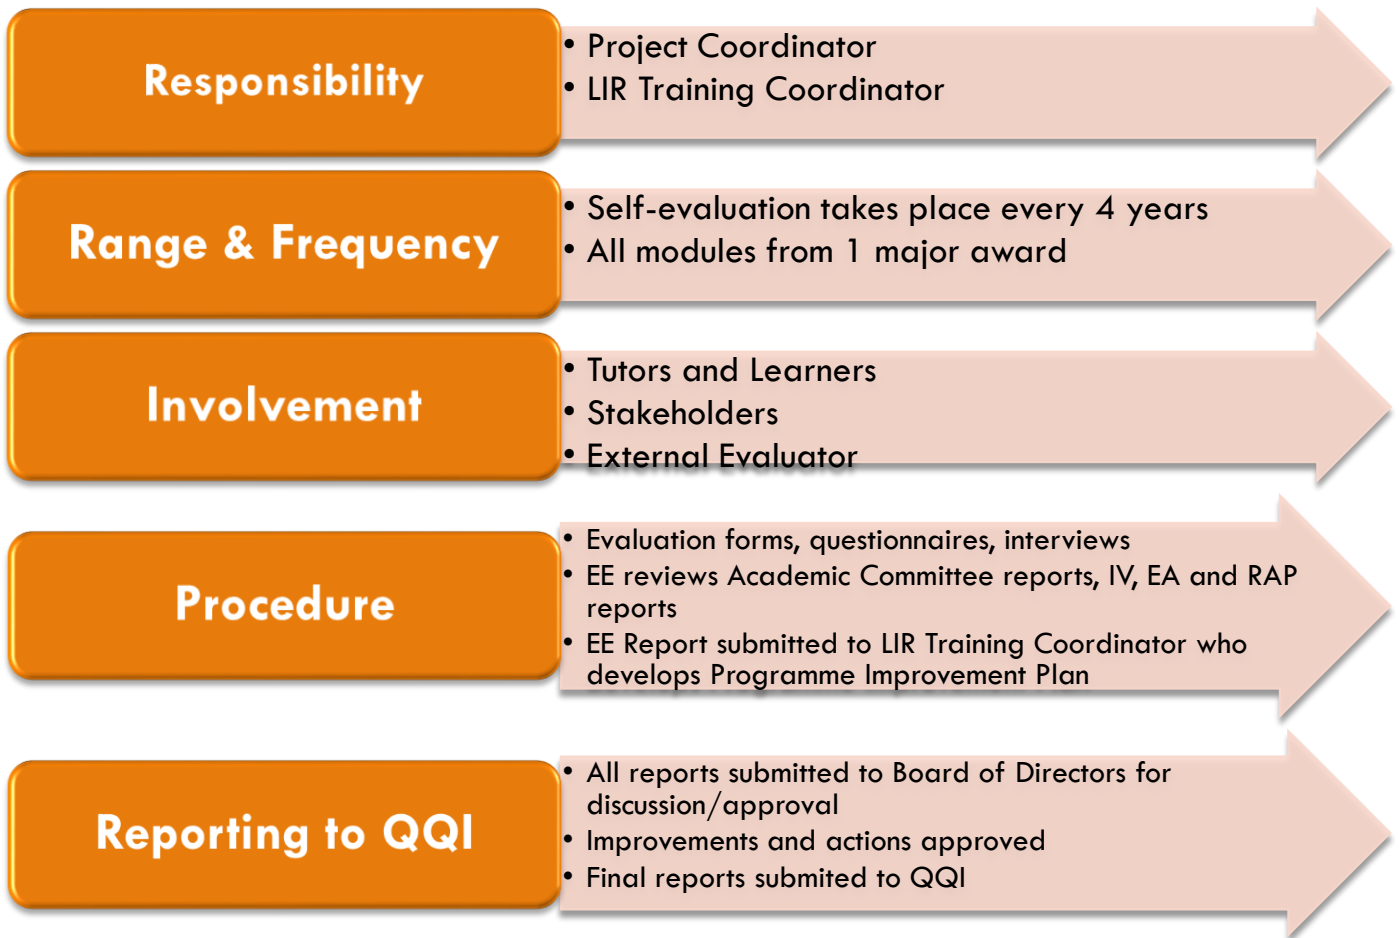 Responsibility
• Project Coordinator
• LIR Training Coordinator
Range & Frequency
• Self-evaluation takes place every 4 years
• All modules from 1 major award
Involvement
• Tutors and Learners
• Stakeholders
• External Evaluator
Procedure
• Evaluation forms, questionnaires, interviews
• EE reviews Academic Committee reports, IV, EA and RAP
reports
• EE Report submitted to LIR Training Coordinator who
develops Programme Improvement Plan
Reporting to QQI
• All reports submitted to Board of Directors for
discussion/approval
• Improvements and actions approved
• Final reports submited to QQI